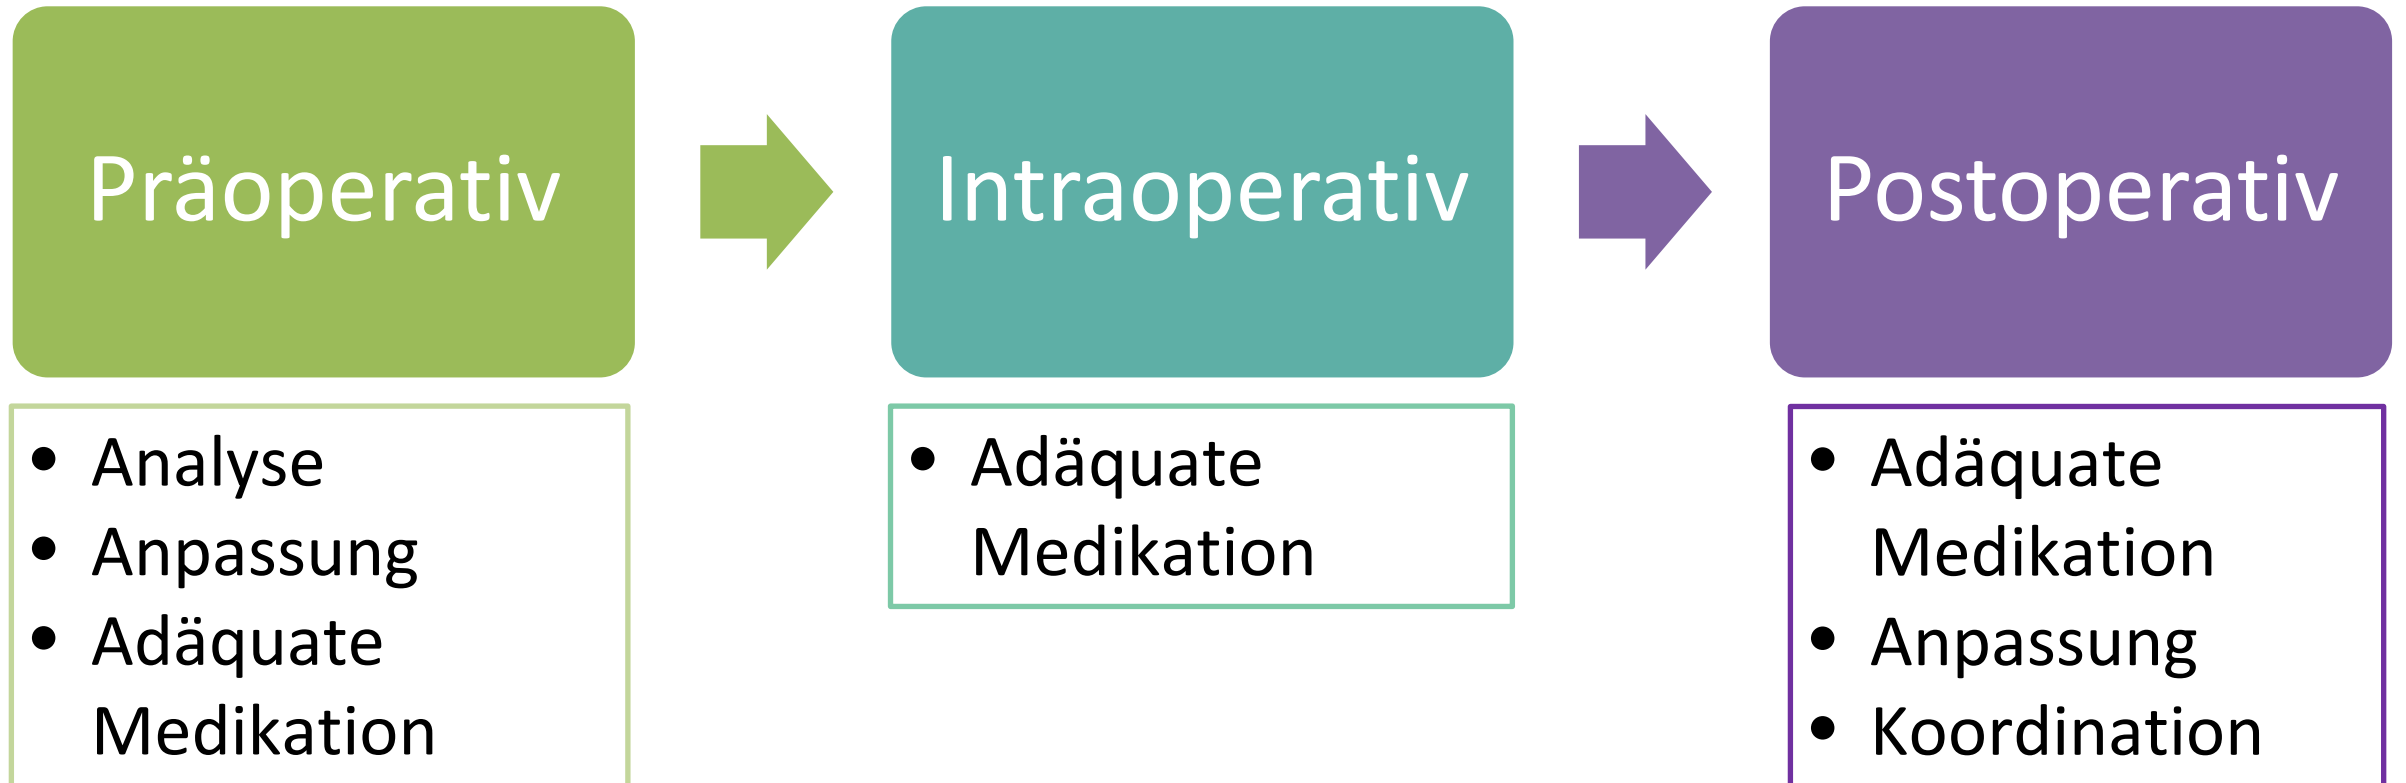 Präoperativ
Intraoperativ
Postoperativ
• Analyse
• Anpassung
• Adäquate
Medikation
• Adäquate
Medikation
• Adäquate
Medikation
• Anpassung
• Koordination